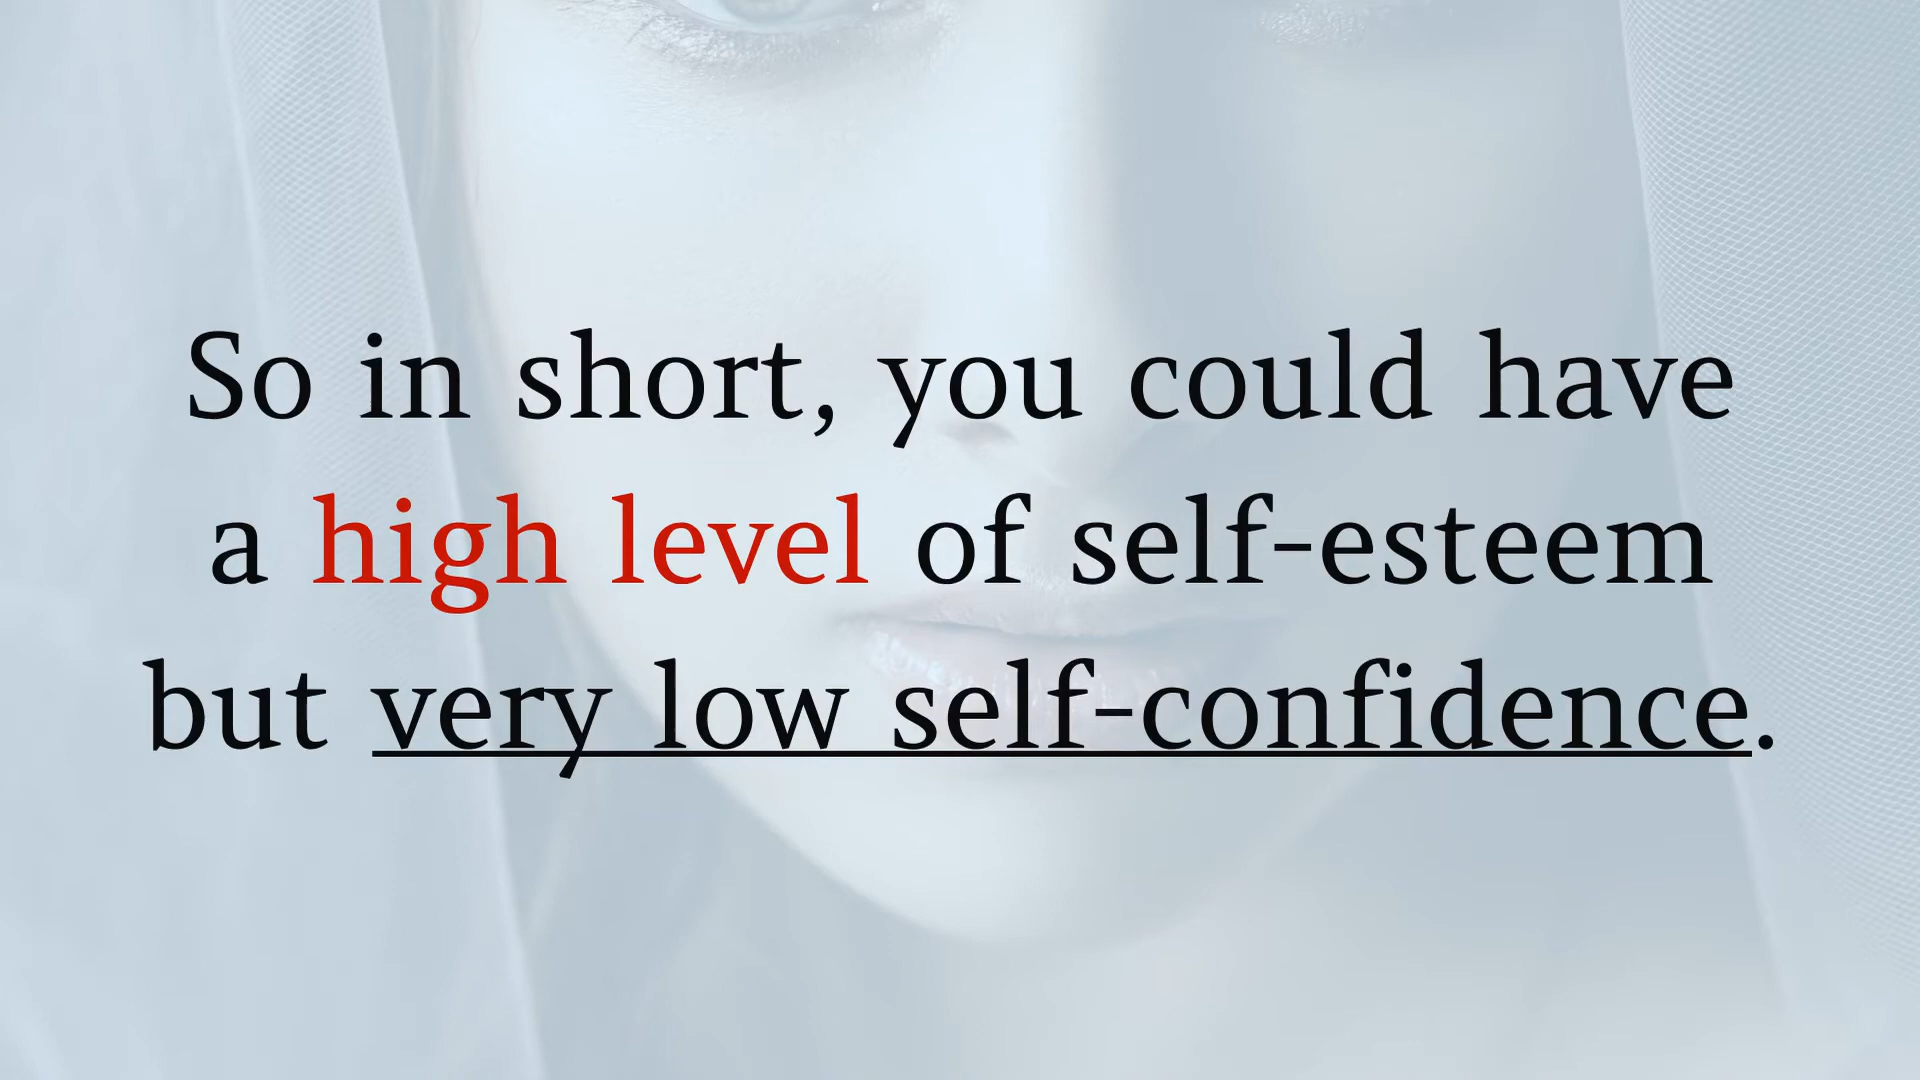 So in short, you could have
a high level of self-esteem
but very low self-confidence.